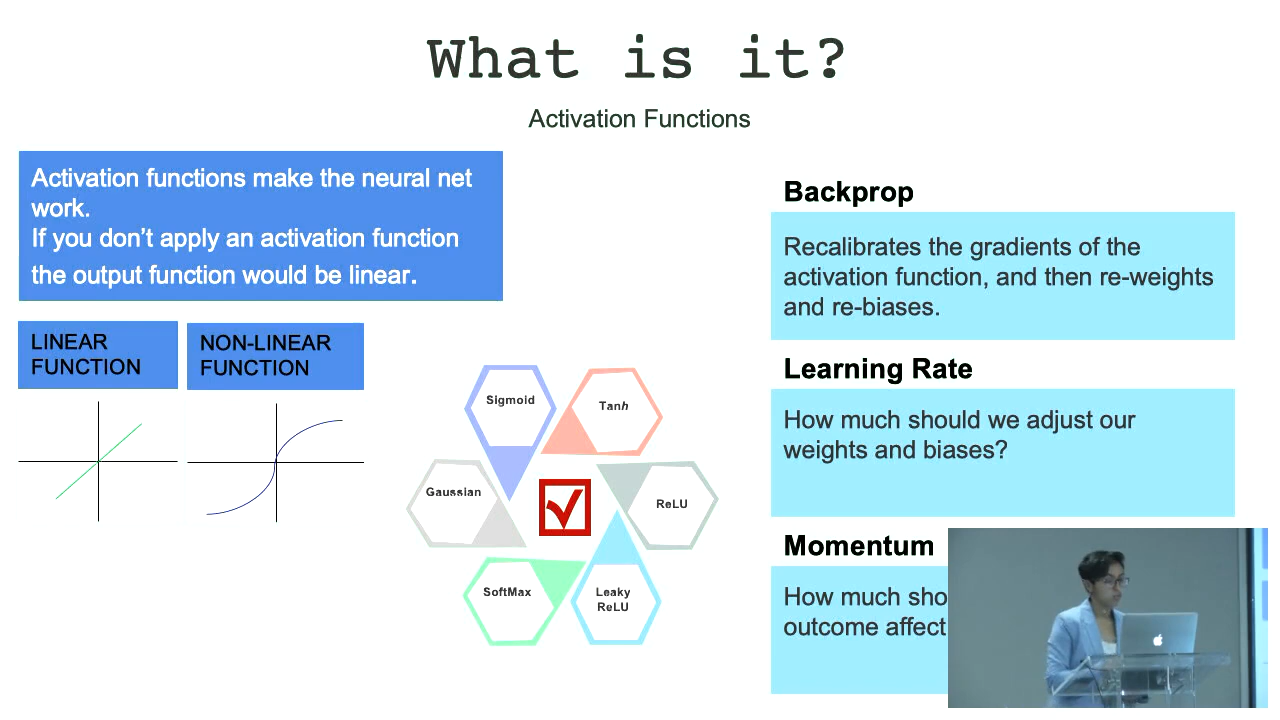 What is it?
Activation Functions
Activation functions make the neural net
work.
If you don’t apply an activation function
the output function would be linear.
LINEAR
FUNCTION
NON-LINEAR
FUNCTION
Sigmoid
Tanh
Gaussian
ReLU
SoftMax
Leaky
ReLU
Backprop
Recalibrates the gradients of the
activation function, and then re-weights
and re-biases.
Learning Rate
How much should we adjust our
weights and biases?
Momentum
How much sho
outcome affect